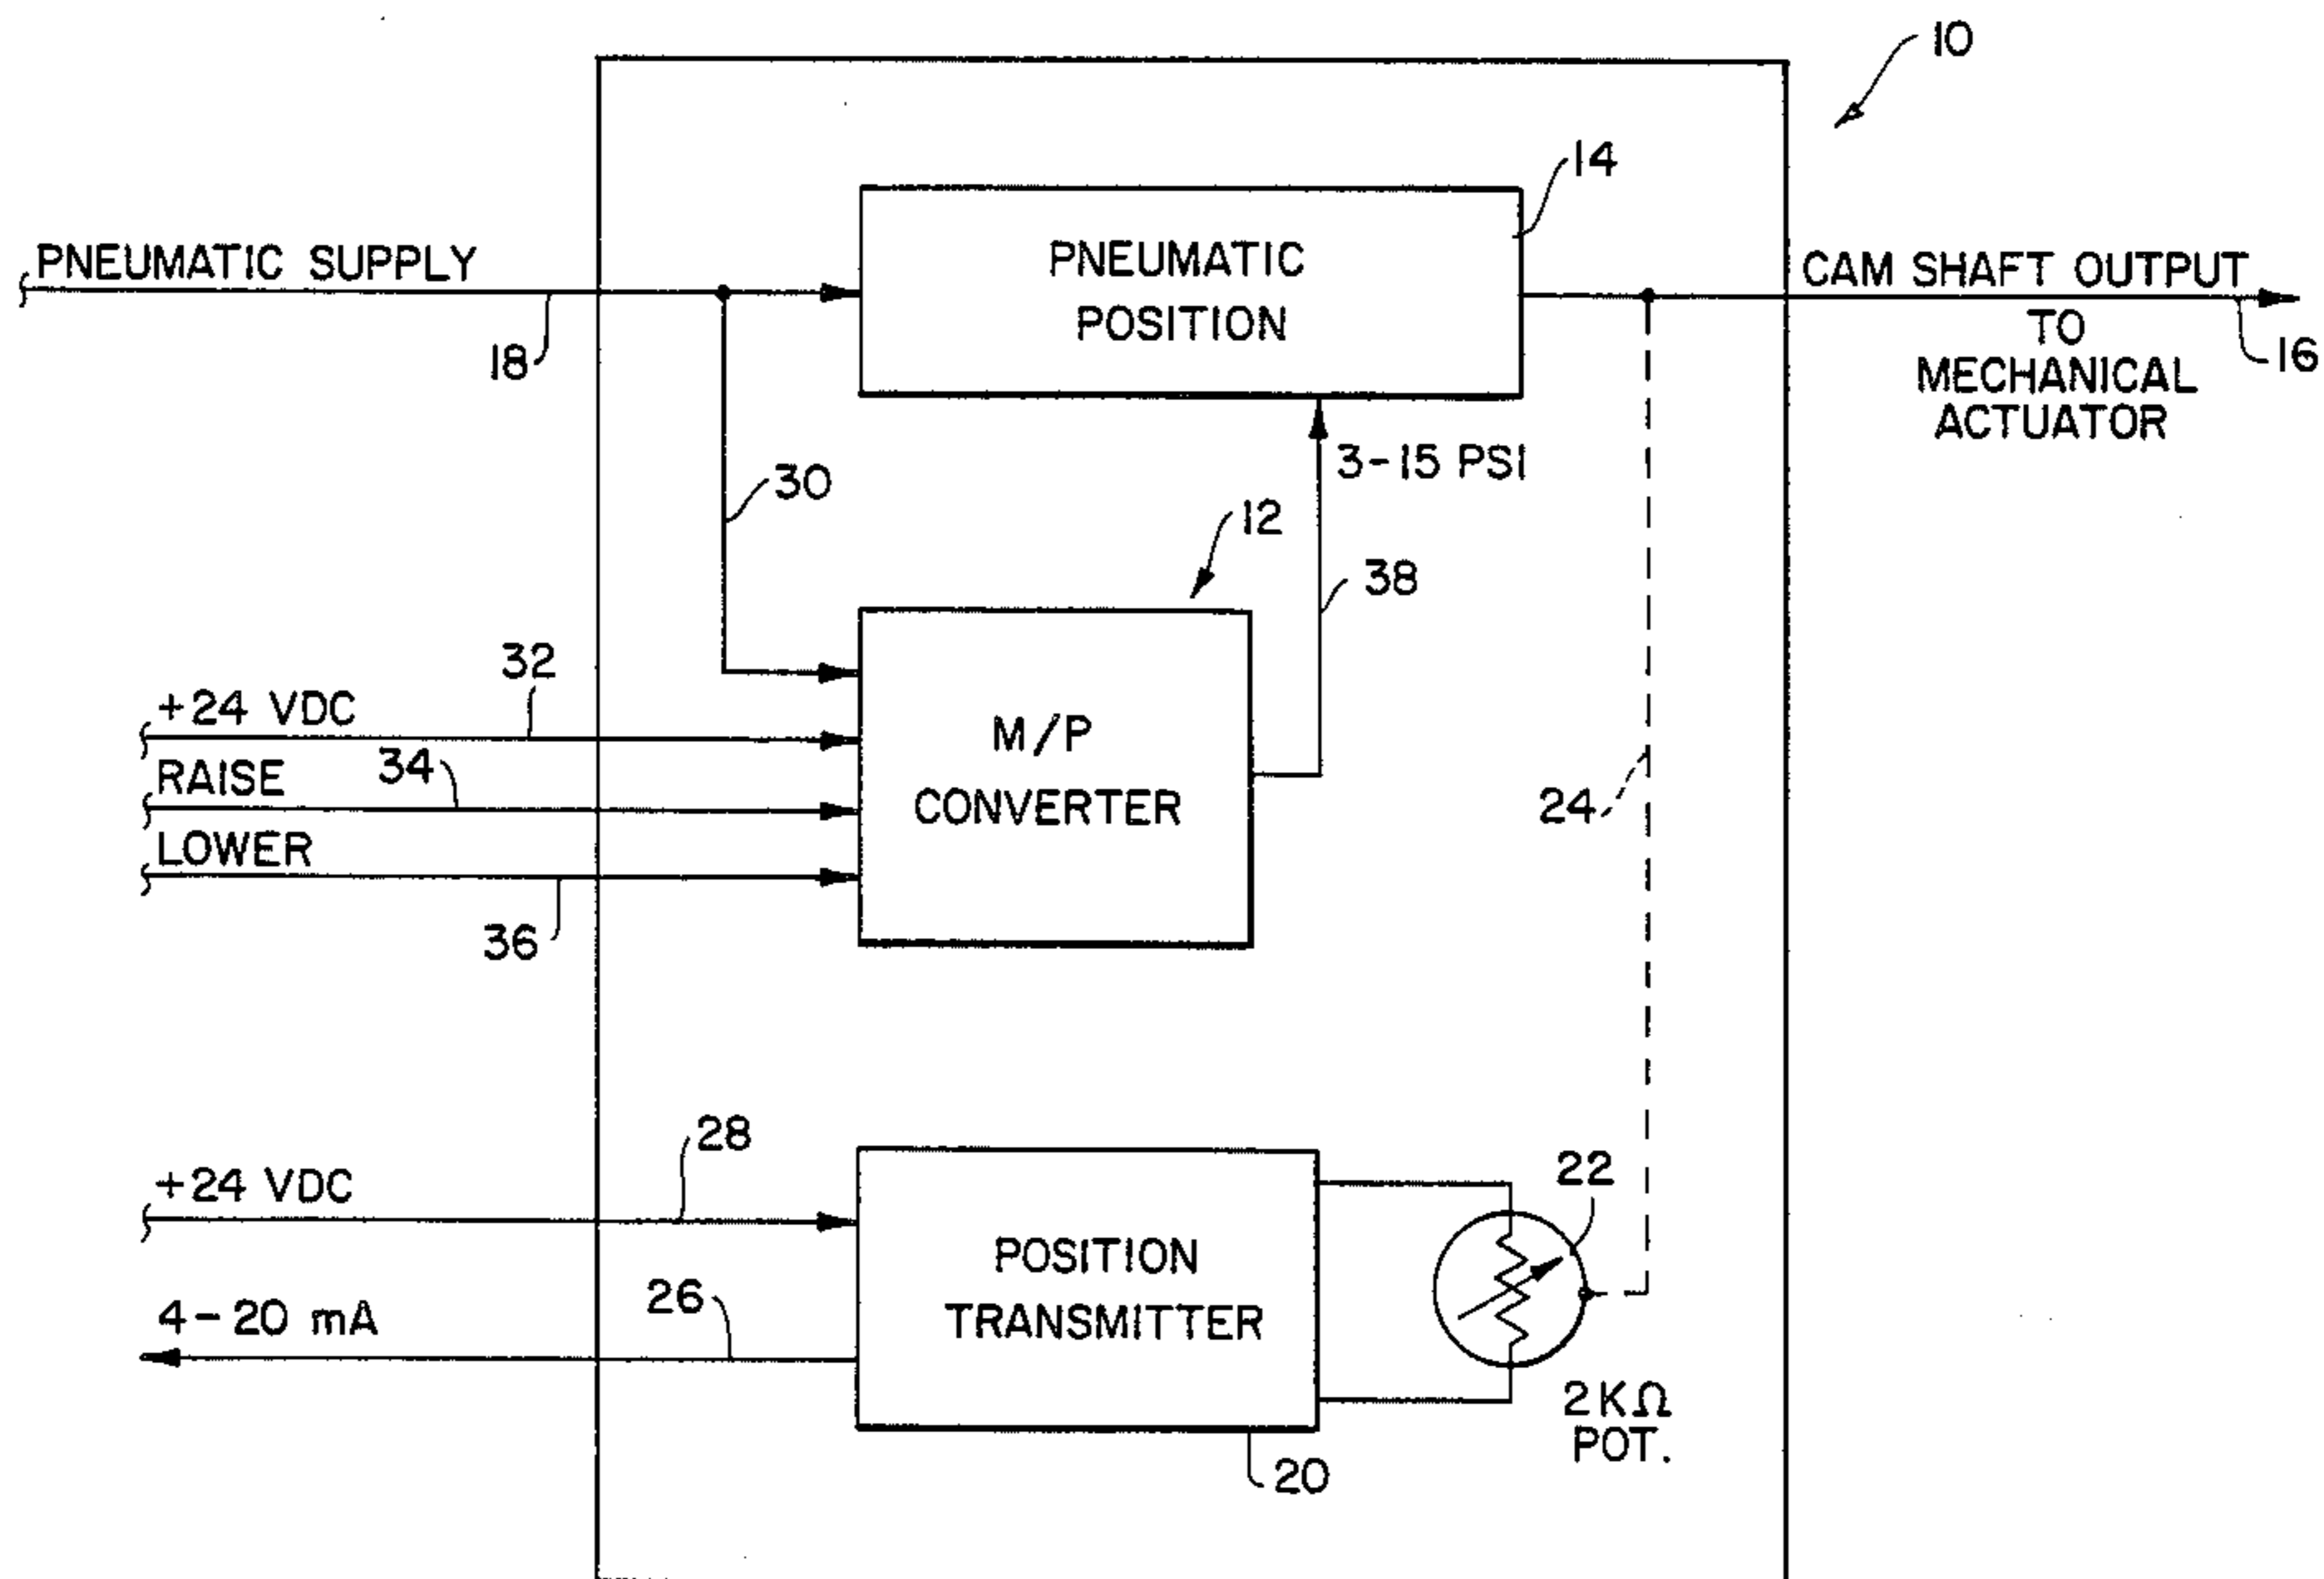 10
14
PNEUMATIC SUPPLY
18
PNEUMATIC
POSITION
CAM SHAFT OUTPUT
TO
MECHANICAL
ACTUATOR
16
3-15 PSI
30
12
38
32
+24 VDC
34
RAISE
LOWER
36
M/P
CONVERTER
24
28
+24 VDC
26
4-20 mA
POSITION
TRANSMITTER
20
22
2KΩ
POT.